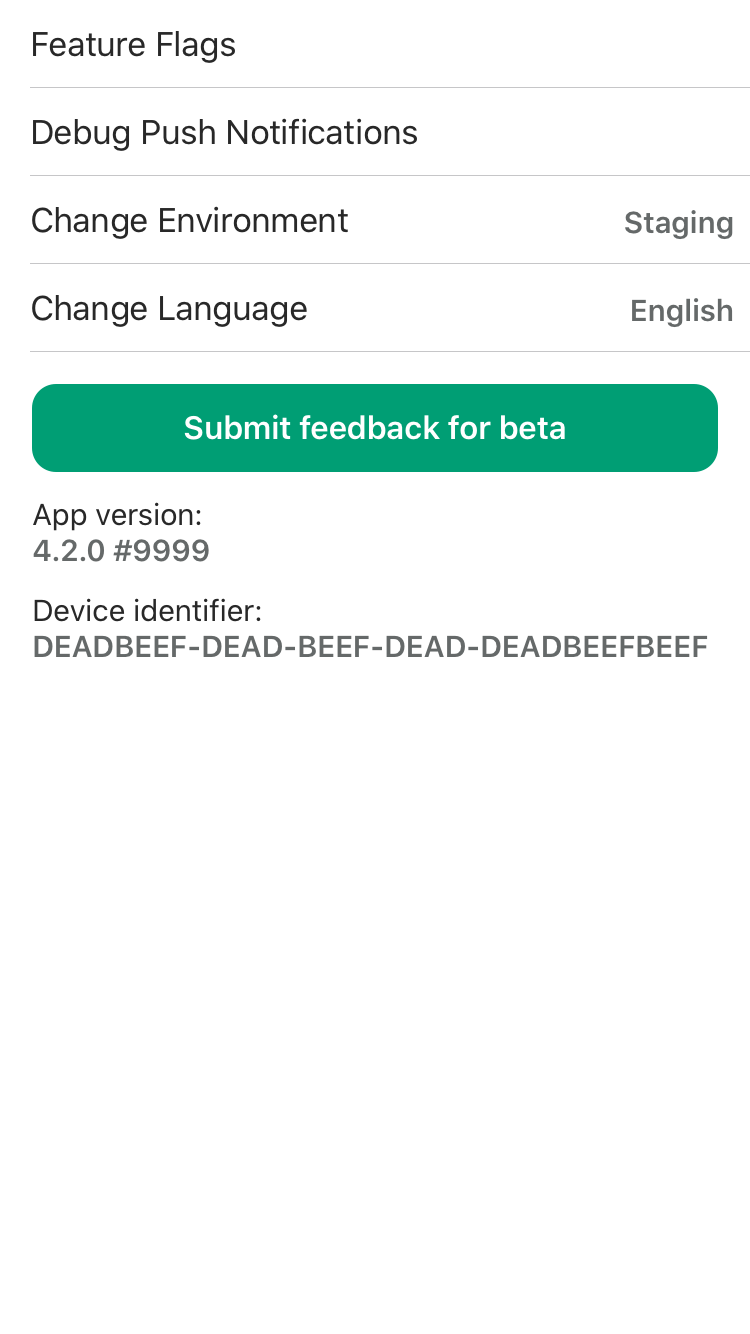 Feature Flags
Debug Push Notifications
Change Environment Staging
Change Language English
Submit feedback for beta
App version:
4.2.0 #9999
Device identifier:
DEADBEEF-DEAD-BEEF-DEAD-DEADBEEFBEEF